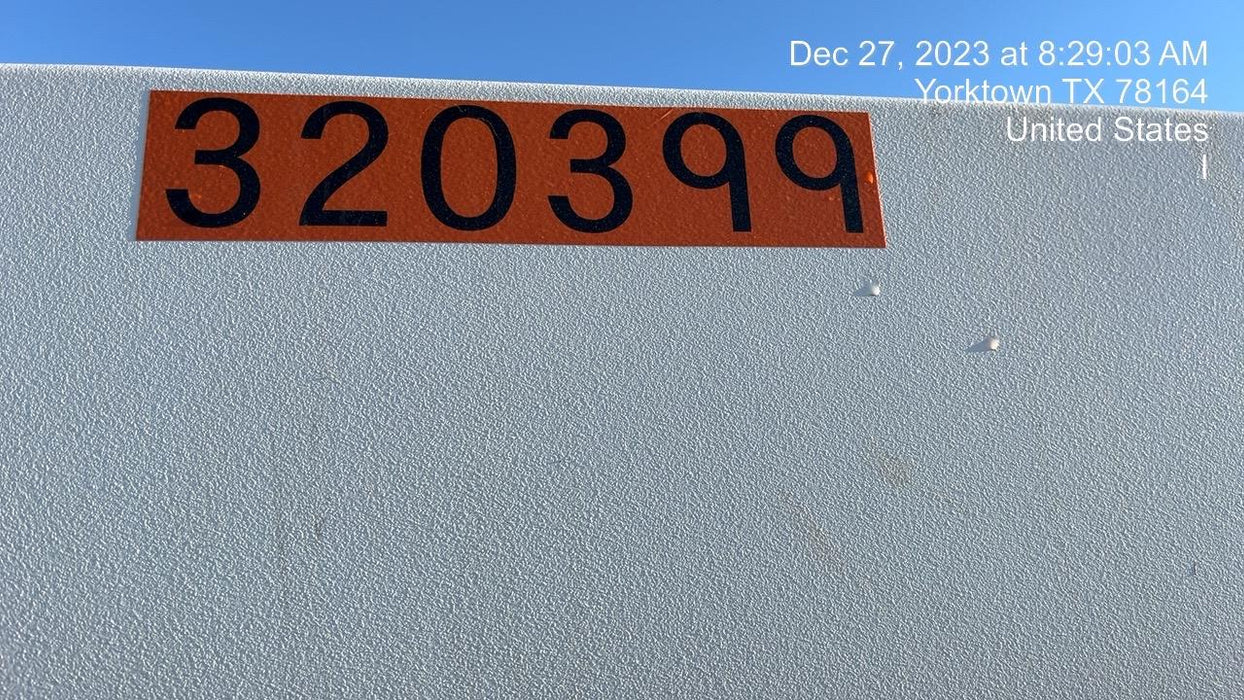 Dec 27, 2023 at 8:29:03 AM
Yorktown TX 78164
United States
320399